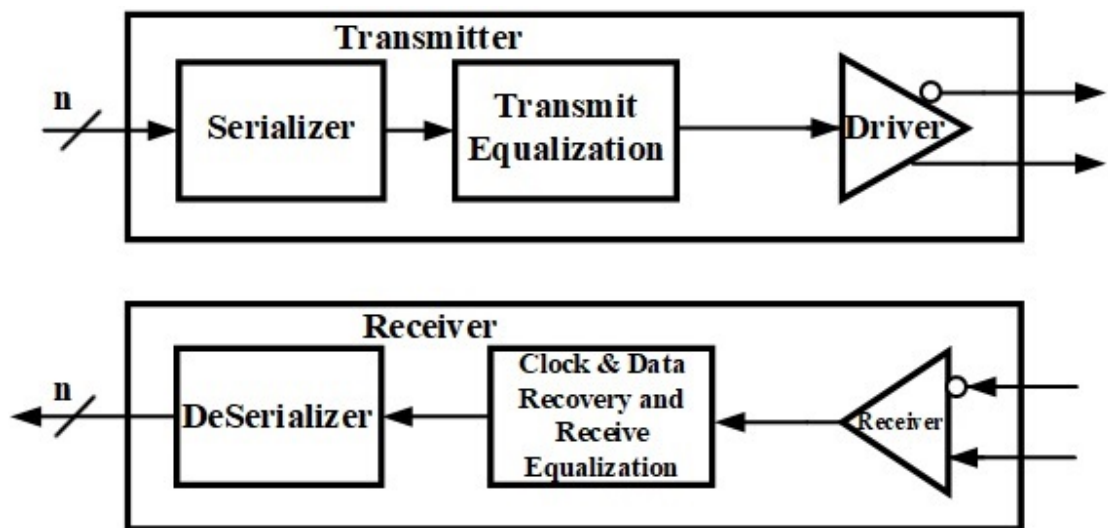 Transmitter
n
Serializer
Transmit
Equalization
Driver
Receiver
n
DeSerializer
Clock & Data
Recovery and
Receive
Equalization
Receiver